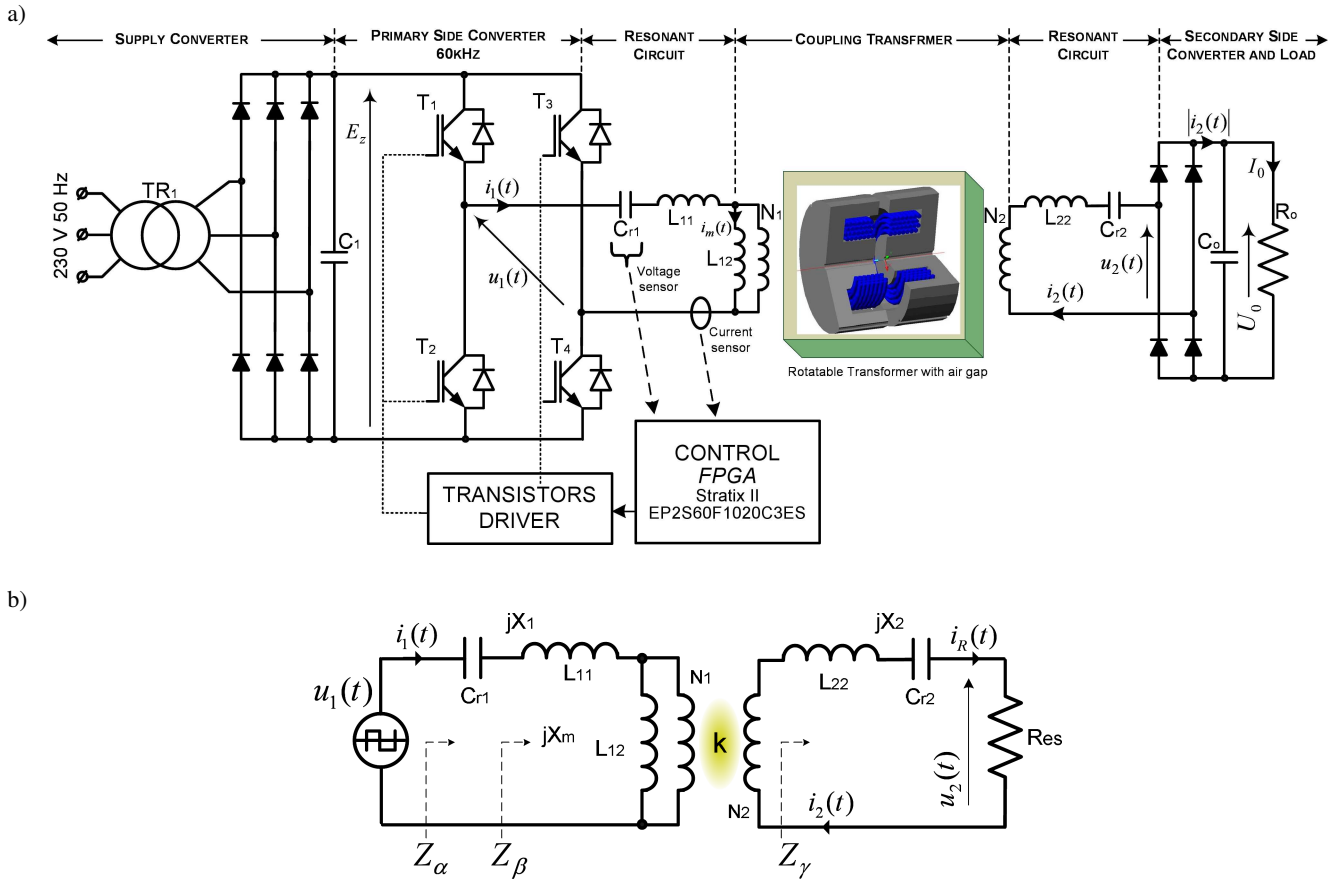 a)
SUPPLY CONVERTER
PRIMARY SIDE CONVERTER
60KHZ
RESONANT
CIRCUIT
COUPLING TRANSFRMER
RESONANT
CIRCUIT
SECONDARY SIDE
CONVERTER AND LOAD
230 V 50 Hz
TR1
C1
Ez
T1
T3
T2
T4
i1(t)
u1(t)
Cr1
L11
im(t)
L12
N1
Voltage
sensor
Current
sensor
Rotatable Transformer with air gap
N2
L22
Cr2
u2(t)
i2(t)
|i2(t)|
Co
I0
U0
Ro
TRANSISTORS
DRIVER
CONTROL
FPGA
Stratix II
EP2S60F1020C3ES
b)
u1(t)
i1(t)
Cr1
jX1
L11
jXm
L12
N1
k
N2
jX2
L22
Cr2
iR(t)
u2(t)
Res
i2(t)
Zα
Zβ
Zγ